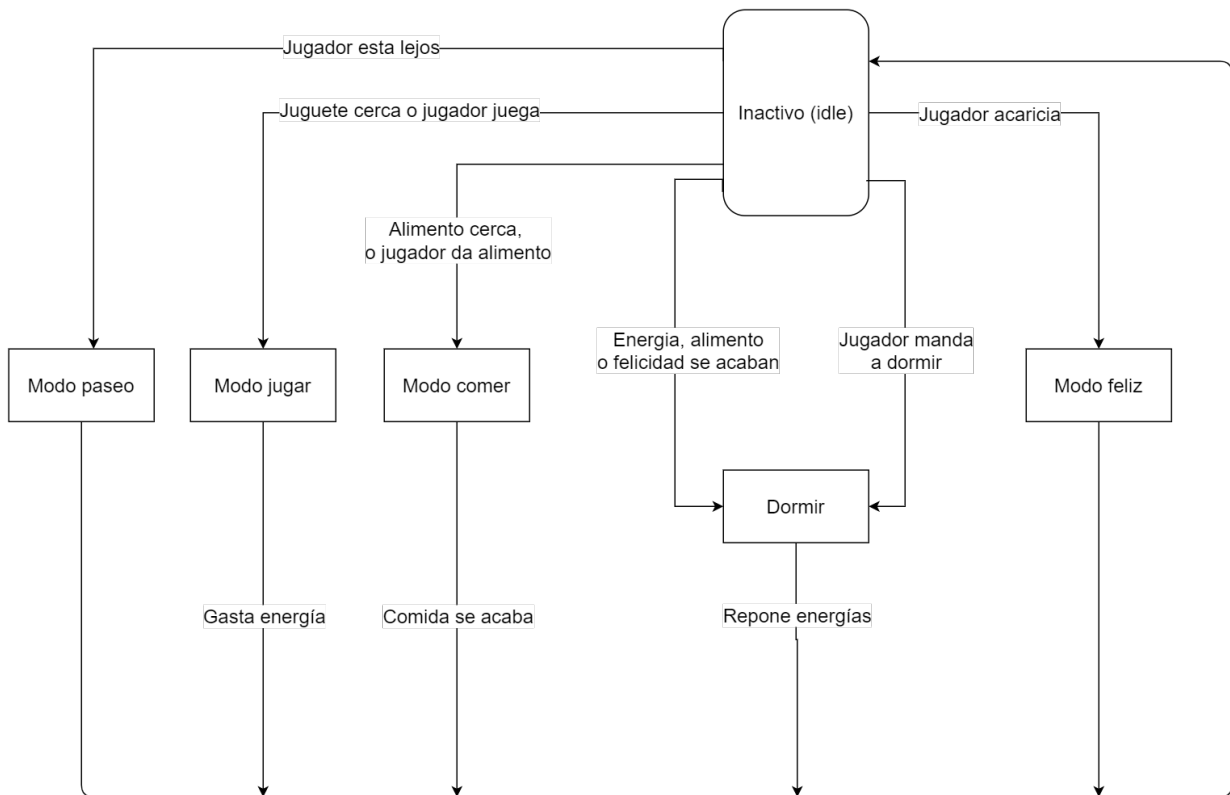 Jugador esta lejos
Juguete cerca o jugador juega
Inactivo (idle)
Jugador acaricia
Alimento cerca,
o jugador da alimento
Energia, alimento
o felicidad se acaban
Jugador manda
a dormir
Modo paseo
Modo jugar
Modo comer
Modo feliz
Dormir
Gasta energía
Comida se acaba
Repone energías